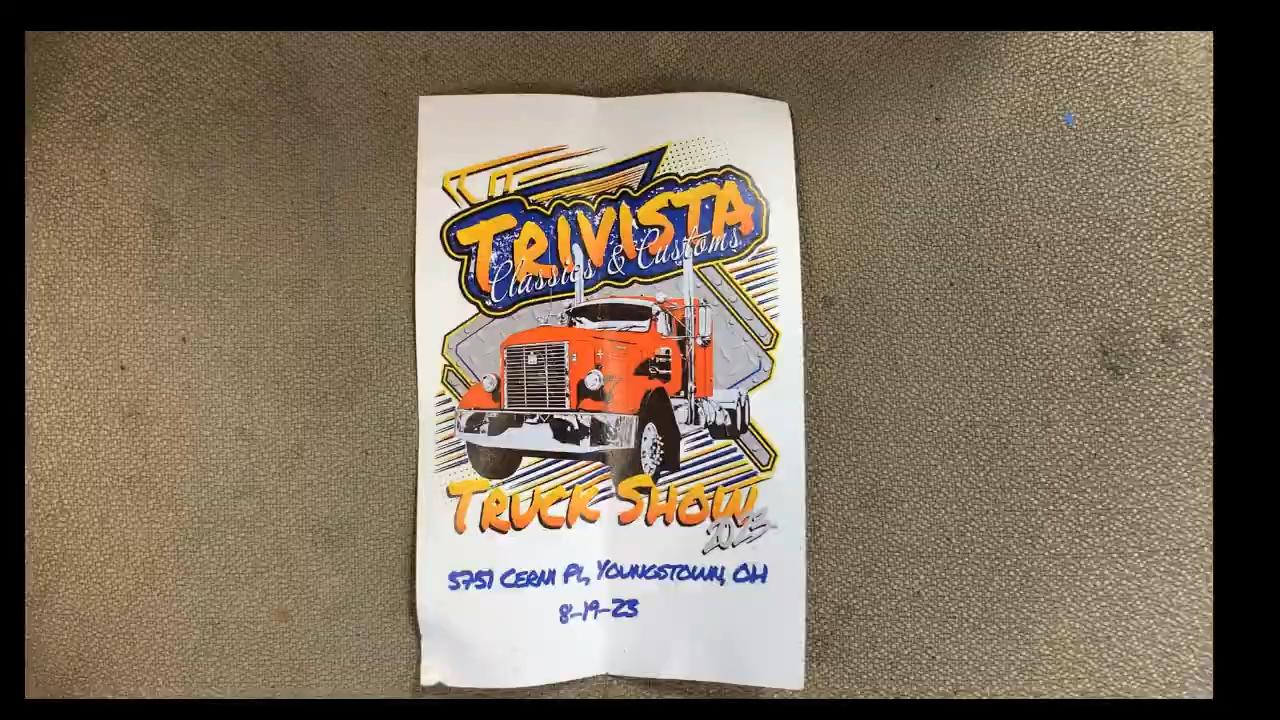 TRIVISTA
Classics & Customs
TRUCK SHOW
2023
5751 CERNI PL, YOUNGSTOWN, OH
8-19-23